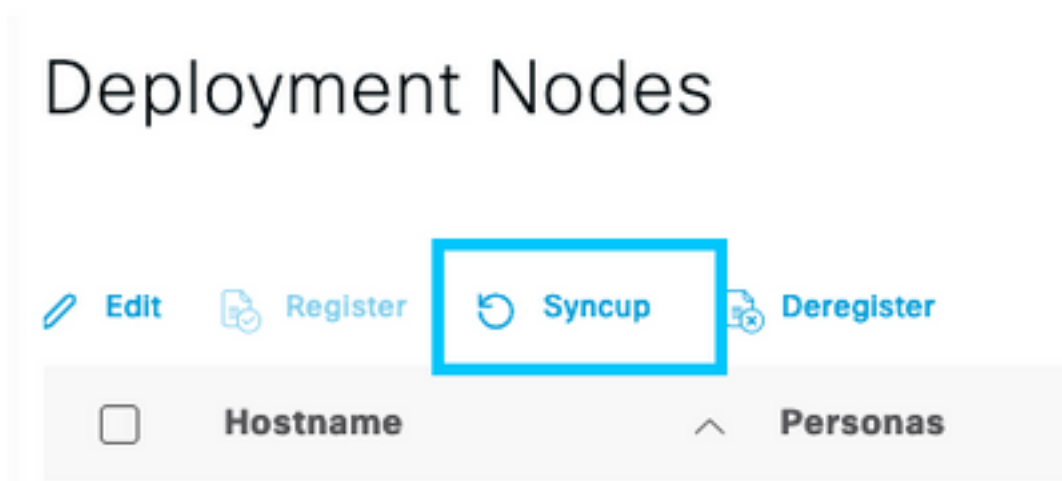 Deployment Nodes
Edit Register Syncup Deregister
Hostname Personas